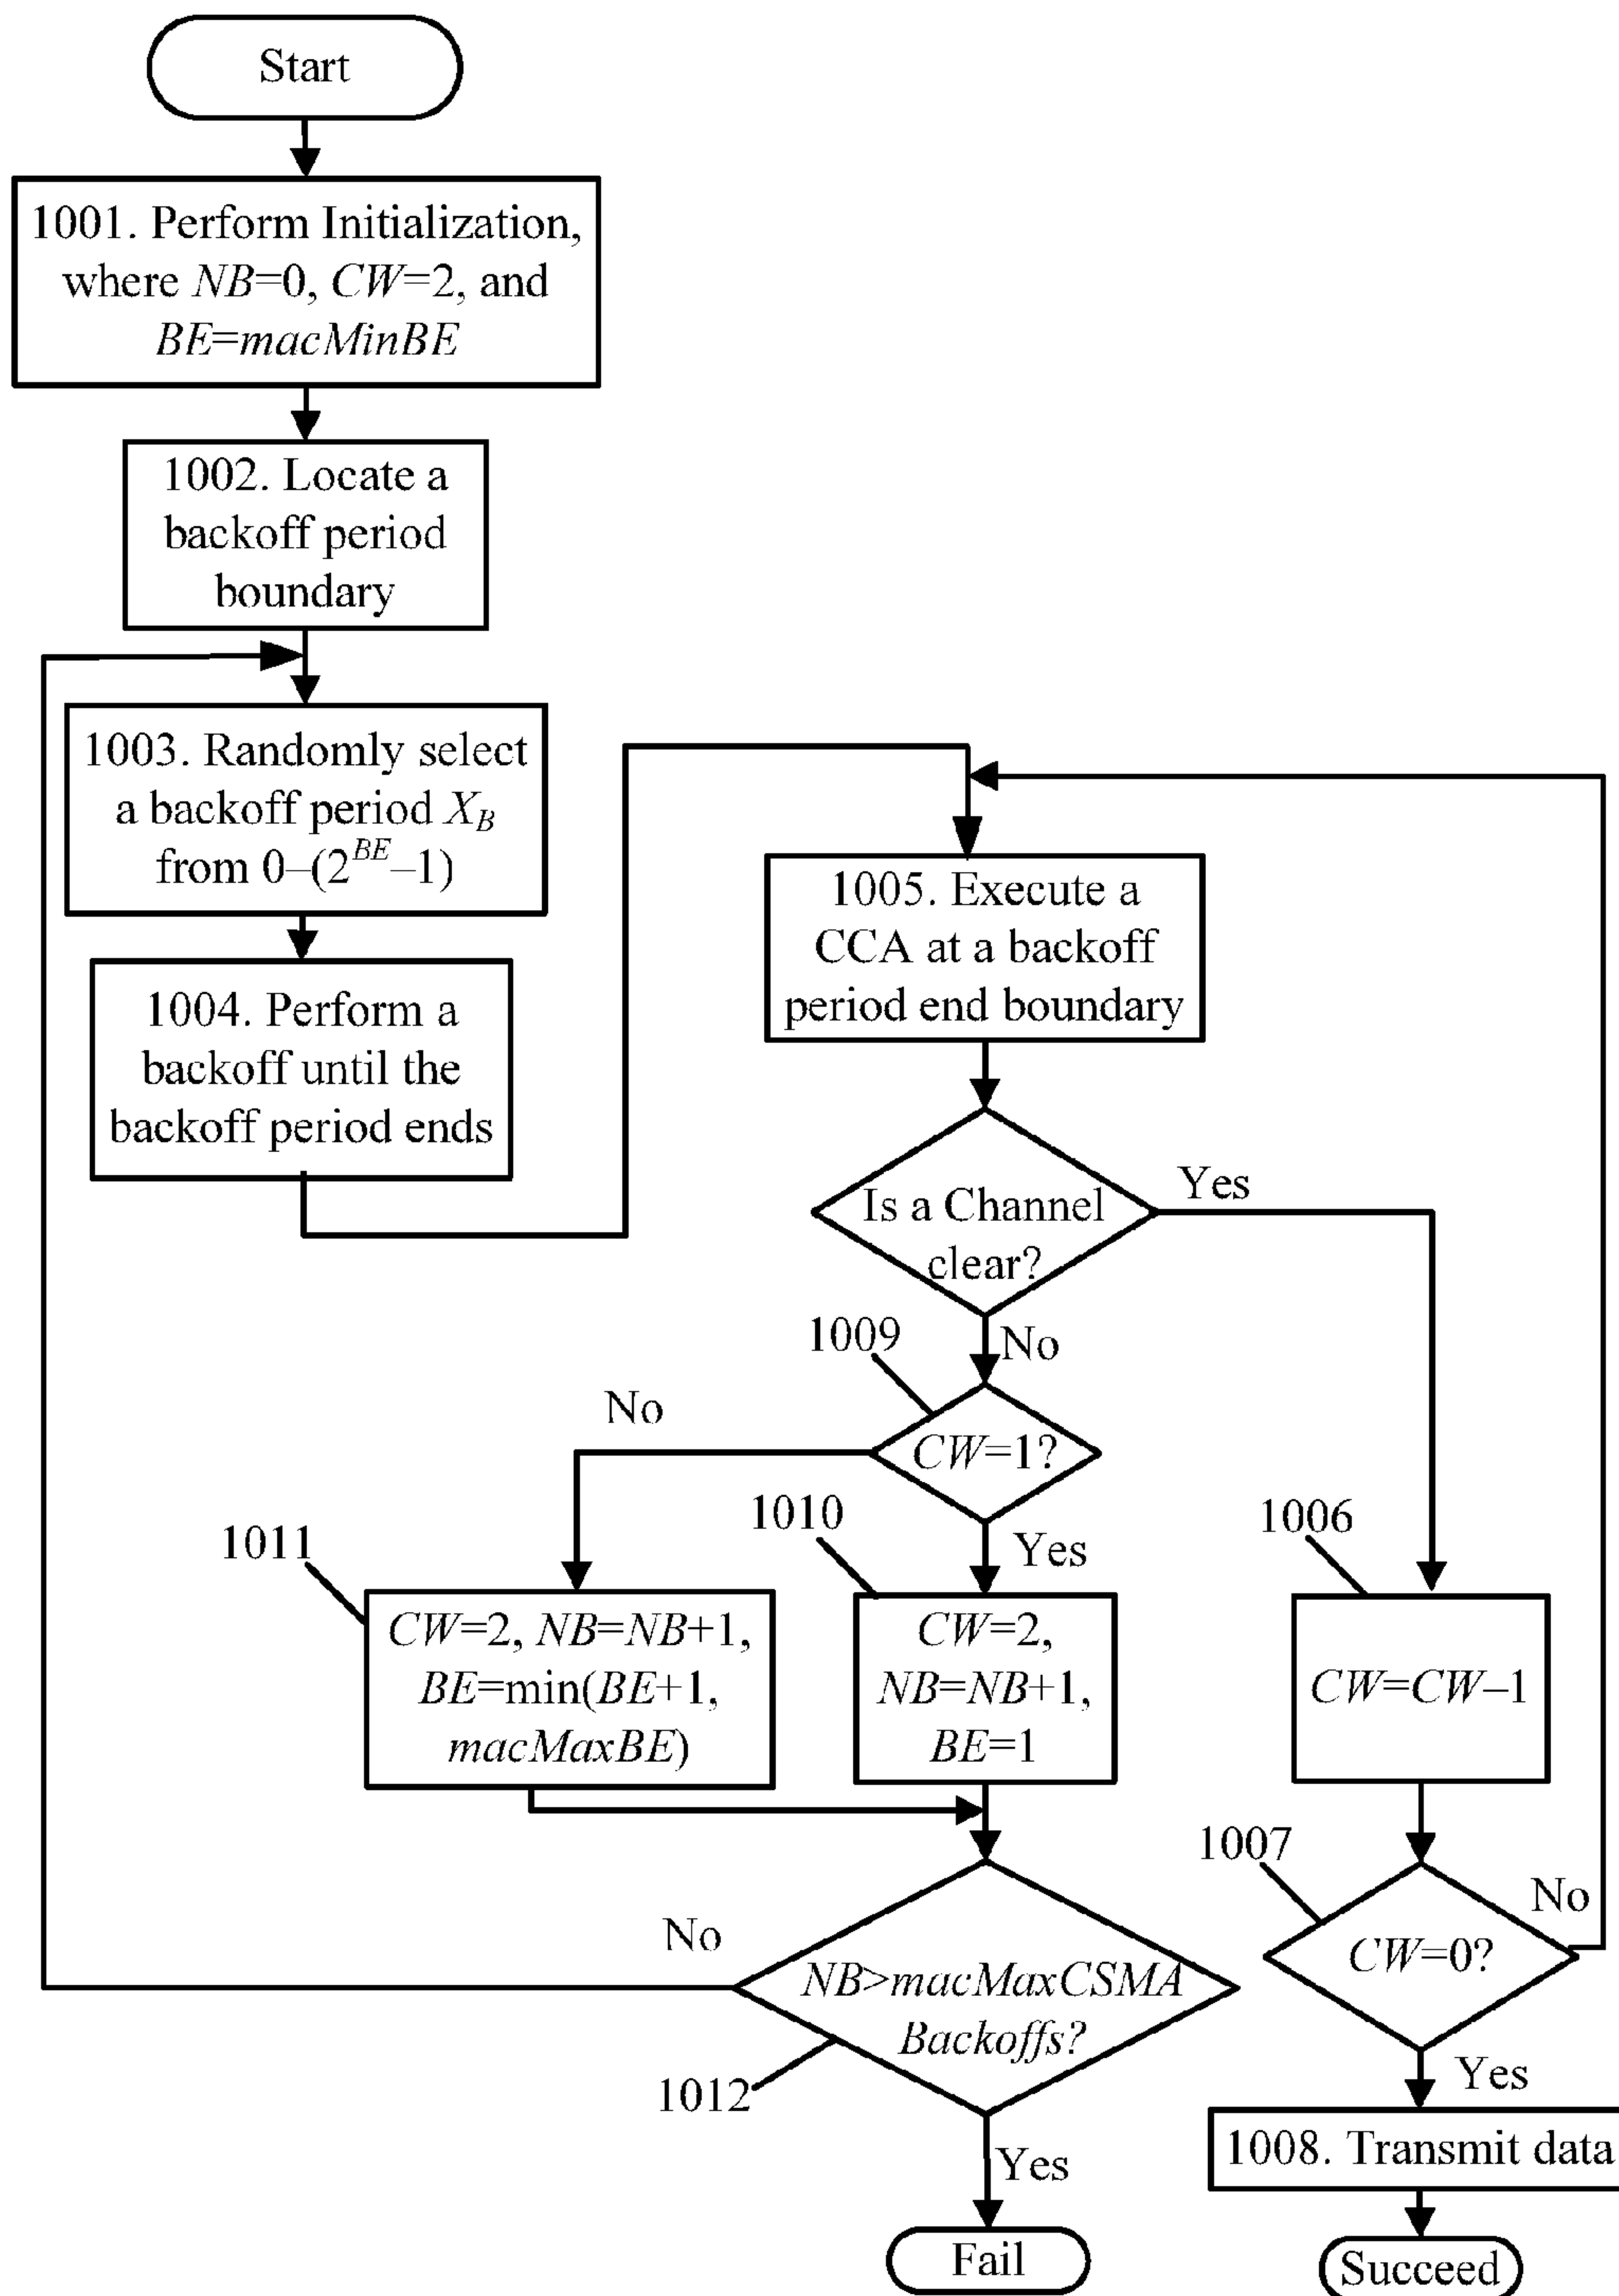 Start
1001. Perform Initialization,
where NB=0, CW=2, and
BE=macMinBE
1002. Locate a
backoff period
boundary
1003. Randomly select
a backoff period X_B
from 0–(2^BE–1)
1004. Perform a
backoff until the
backoff period ends
1005. Execute a
CCA at a backoff
period end boundary
Is a Channel
clear?
Yes
No
1009
CW=1?
No
Yes
1011
CW=2, NB=NB+1,
BE=min(BE+1,
macMaxBE)
1010
CW=2,
NB=NB+1,
BE=1
1006
CW=CW–1
1007
CW=0?
No
Yes
1008. Transmit data
Succeed
No
NB>macMaxCSMA
Backoffs?
1012
Yes
Fail